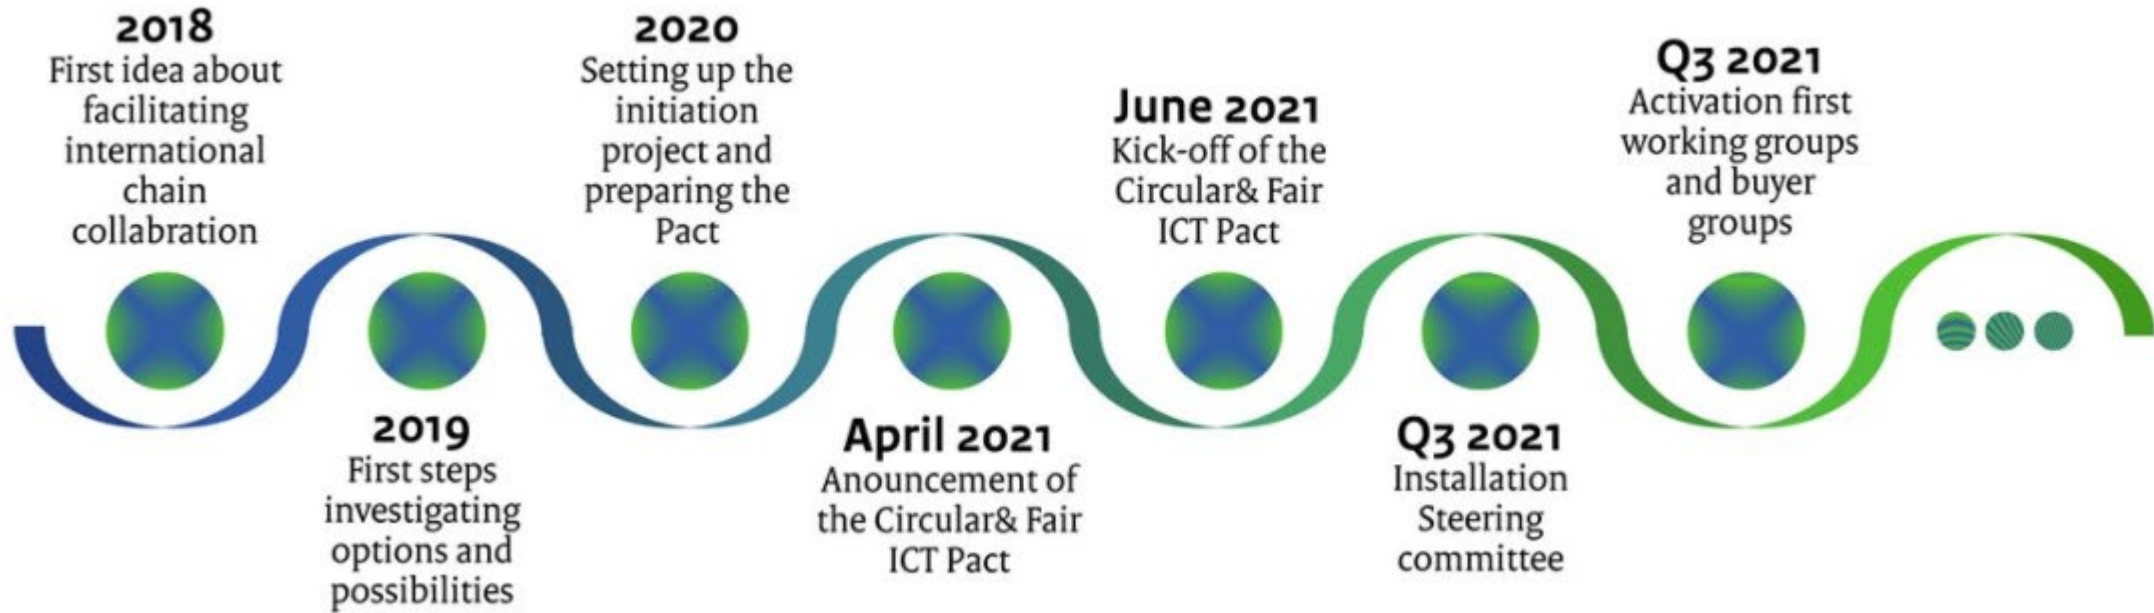 2018
First idea about
facilitating
international
chain
collabration
2019
First steps
investigating
options and
possibilities
2020
Setting up the
initiation
project and
preparing the
Pact
April 2021
Anouncement of
the Circular& Fair
ICT Pact
June 2021
Kick-off of the
Circular& Fair
ICT Pact
Q3 2021
Installation
Steering
committee
Q3 2021
Activation first
working groups
and buyer
groups